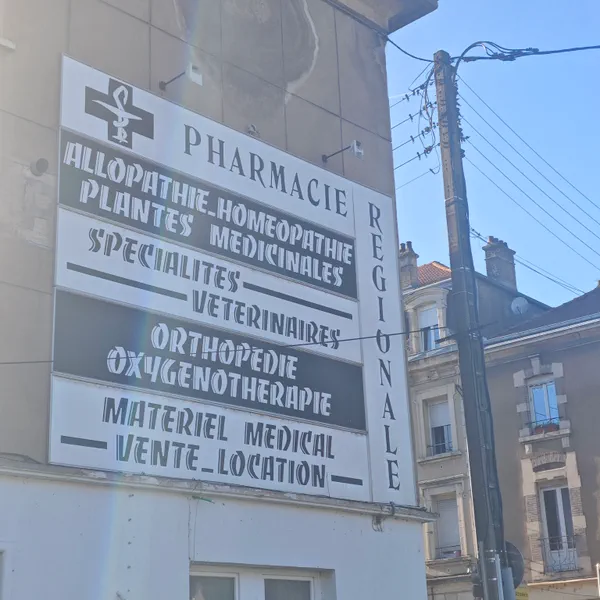 PHARMACIE
REGIONALE
ALLOPATHIE_HOMEOPATHIE
PLANTES MEDICINALES
SPECIALITES
VETERINAIRES
ORTHOPEDIE
OXYGENOTHERAPIE
MATERIEL MEDICAL
VENTE_LOCATION